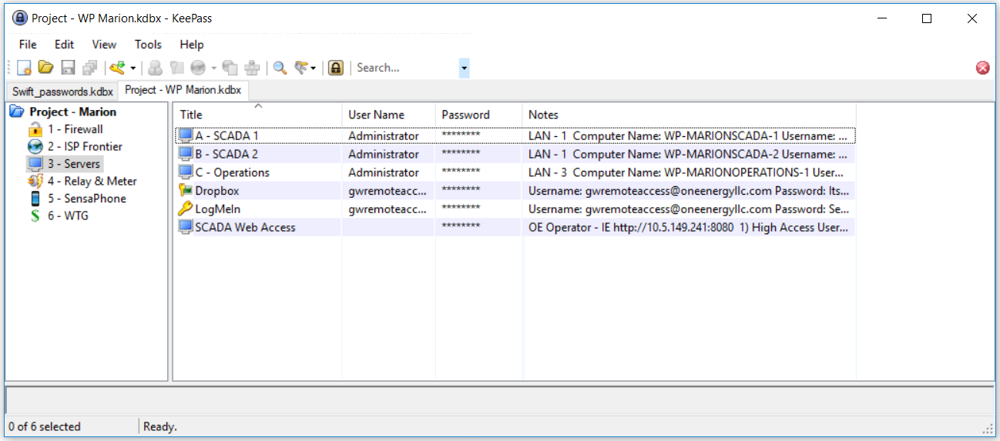 Project - WP Marion.kdbx - KeePass
File Edit View Tools Help
Search...
Swift_passwords.kdbx Project - WP Marion.kdbx
Project - Marion
1 - Firewall
2 - ISP Frontier
3 - Servers
4 - Relay & Meter
5 - SensaPhone
6 - WTG
Title User Name Password Notes
A - SCADA 1 Administrator ******** LAN - 1 Computer Name: WP-MARIONSCADA-1 Username: ...
B - SCADA 2 Administrator ******** LAN - 1 Computer Name: WP-MARIONSCADA-2 Username: ...
C - Operations Administrator ******** LAN - 3 Computer Name: WP-MARIONOPERATIONS-1 User...
Dropbox gwremoteacc... ******** Username: gwremoteaccess@oneenergyllc.com Password: Its...
LogMeIn gwremoteacc... ******** Username: gwremoteaccess@oneenergyllc.com Password: Se...
SCADA Web Access ******** OE Operator - IE http://10.5.149.241:8080 1) High Access User...
0 of 6 selected Ready.